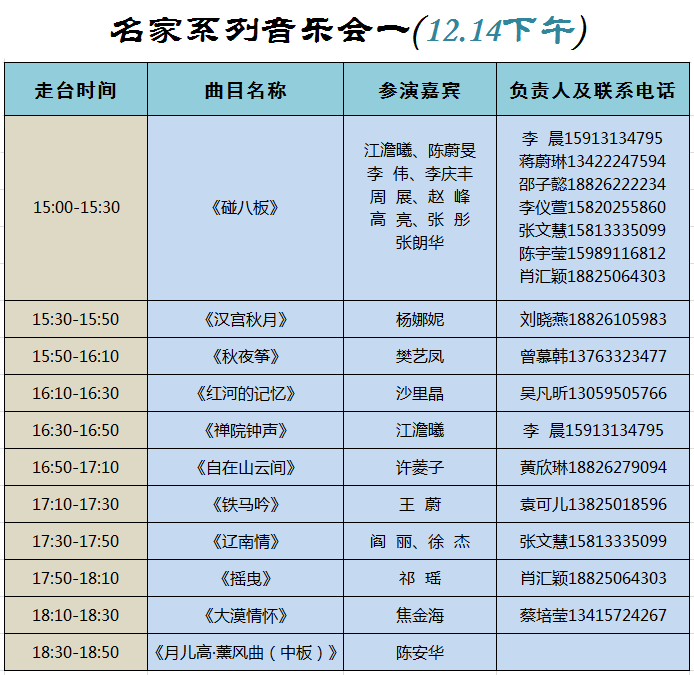 名家系列音乐会一(12.14下午)
走台时间 曲目名称 参演嘉宾 负责人及联系电话
15:00-15:30 《碰八板》 江澹曦、陈蔚旻 李 晨15913134795
李 伟、李庆丰 蒋蔚琳13422247594
周 展、赵 峰 邵子懿18826222234
高 亮、张 彤 李仪萱15820255860
张朗华 张文慧15813335099
陈宇莹15989116812
肖汇颖18825064303
15:30-15:50 《汉宫秋月》 杨娜妮 刘晓燕18826105983
15:50-16:10 《秋夜筝》 樊艺凤 曾慕韩13763323477
16:10-16:30 《红河的记忆》 沙里晶 吴凡昕13059505766
16:30-16:50 《禅院钟声》 江澹曦 李 晨15913134795
16:50-17:10 《自在山云间》 许菱子 黄欣琳18826279094
17:10-17:30 《铁马吟》 王 蔚 袁可儿13825018596
17:30-17:50 《辽南情》 阎 丽、徐 杰 张文慧15813335099
17:50-18:10 《摇曳》 祁 瑶 肖汇颖18825064303
18:10-18:30 《大漠情怀》 焦金海 蔡培莹13415724267
18:30-18:50 《月儿高·薰风曲（中板）》 陈安华